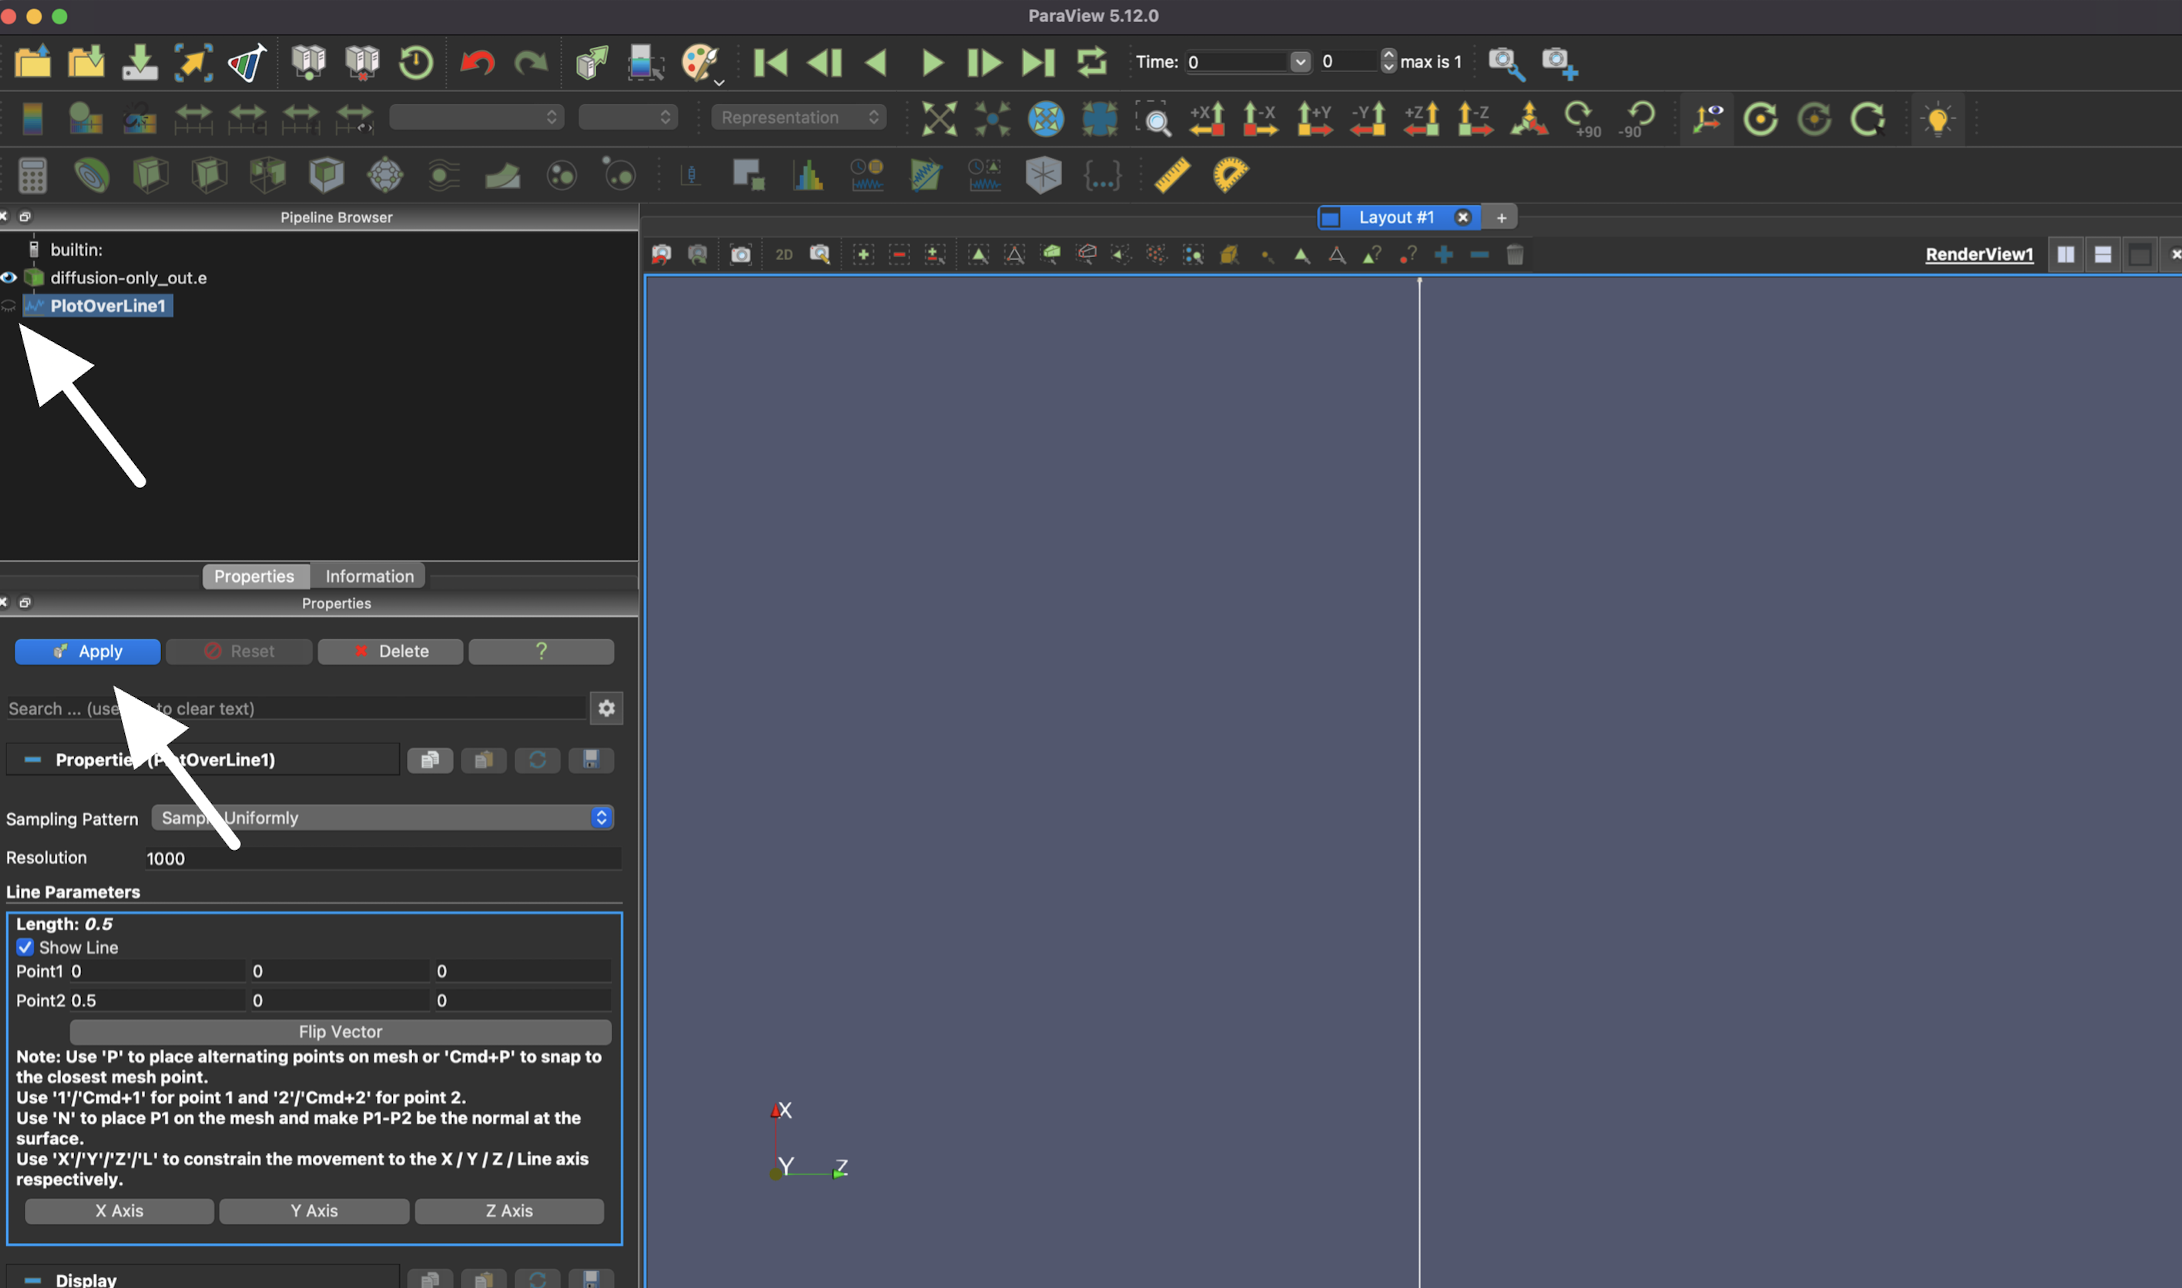 ParaView 5.12.0
Time: 0 0 max is 1
Representation
+X -X +Y -Y +Z -Z +90 -90
Pipeline Browser
Layout #1 +
builtin:
2D
RenderView1
diffusion-only_out.e
PlotOverLine1
Properties Information
Properties
Apply Reset Delete ?
Search ... (use to clear text)
Properties (PlotOverLine1)
Sampling Pattern Sample Uniformly
Resolution 1000
Line Parameters
Length: 0.5
Show Line
Point1 0 0 0
Point2 0.5 0 0
Flip Vector
Note: Use 'P' to place alternating points on mesh or 'Cmd+P' to snap to
the closest mesh point.
Use '1'/'Cmd+1' for point 1 and '2'/'Cmd+2' for point 2.
Use 'N' to place P1 on the mesh and make P1-P2 be the normal at the
surface.
Use 'X'/'Y'/'Z'/'L' to constrain the movement to the X / Y / Z / Line axis
respectively.
X Axis Y Axis Z Axis
Display
X
Y Z